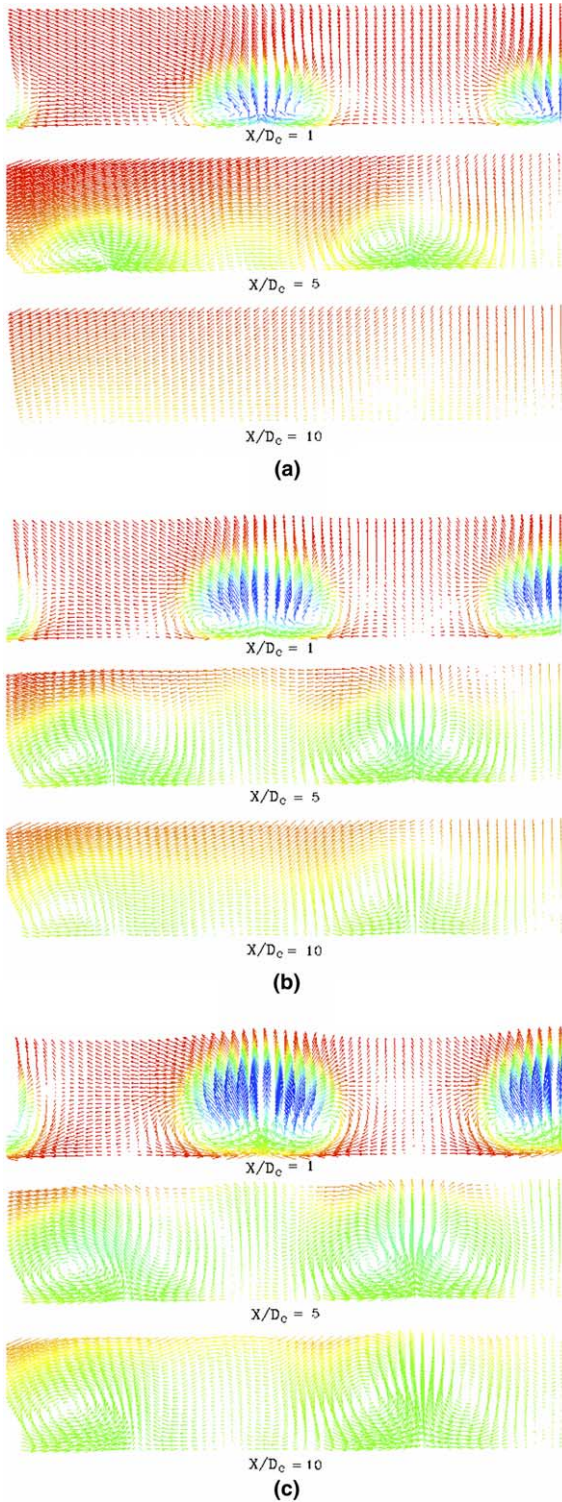 X/Dc = 1
X/Dc = 5
X/Dc = 10
(a)
X/Dc = 1
X/Dc = 5
X/Dc = 10
(b)
X/Dc = 1
X/Dc = 5
X/Dc = 10
(c)